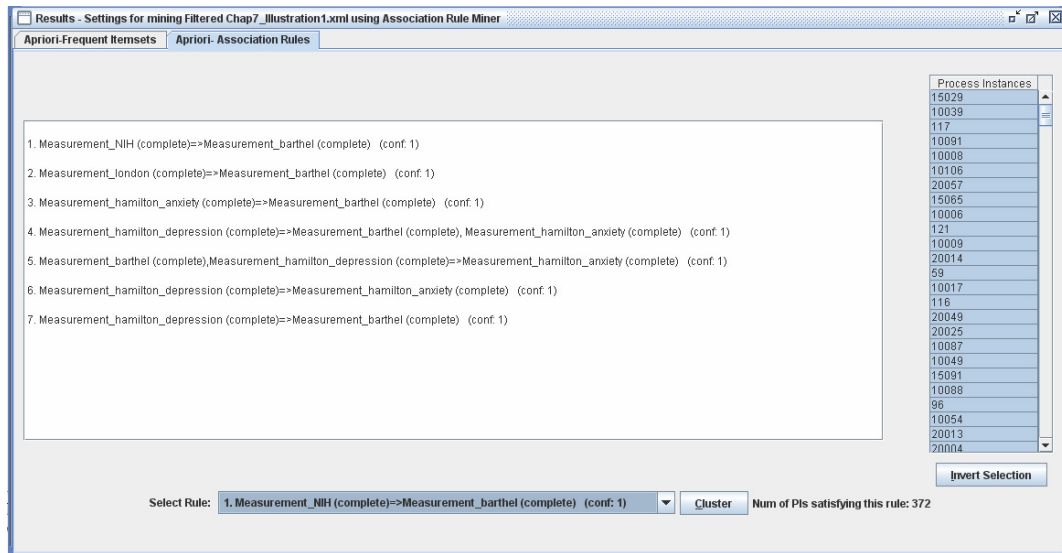 Results - Settings for mining Filtered Chap7_Illustration1.xml using Association Rule Miner
Apriori-Frequent Itemsets
Apriori- Association Rules
1. Measurement_NIH (complete)=>Measurement_barthel (complete) (conf: 1)
2. Measurement_london (complete)=>Measurement_barthel (complete) (conf: 1)
3. Measurement_hamilton_anxiety (complete)=>Measurement_barthel (complete) (conf: 1)
4. Measurement_hamilton_depression (complete)=>Measurement_barthel (complete), Measurement_hamilton_anxiety (complete) (conf: 1)
5. Measurement_barthel (complete),Measurement_hamilton_depression (complete)=>Measurement_hamilton_anxiety (complete) (conf: 1)
6. Measurement_hamilton_depression (complete)=>Measurement_hamilton_anxiety (complete) (conf: 1)
7. Measurement_hamilton_depression (complete)=>Measurement_barthel (complete) (conf: 1)
Process Instances
15029
10039
117
10091
10008
10106
20057
15065
10006
121
10009
20014
59
10017
116
20049
20025
10087
10049
15091
10088
96
10054
20013
20004
Invert Selection
Select Rule: 1. Measurement_NIH (complete)=>Measurement_barthel (complete) (conf: 1) Cluster Num of PIs satisfying this rule: 372